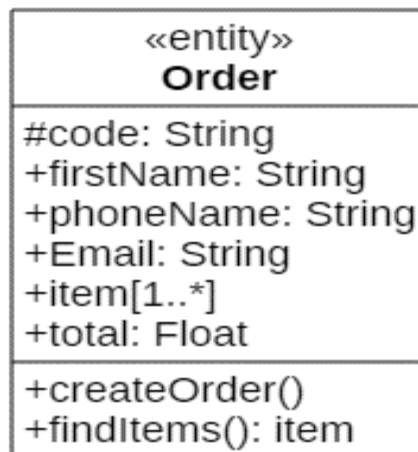 «entity»
Order
#code: String
+firstName: String
+phoneName: String
+Email: String
+item[1..*]
+total: Float
+createOrder()
+findItems(): item